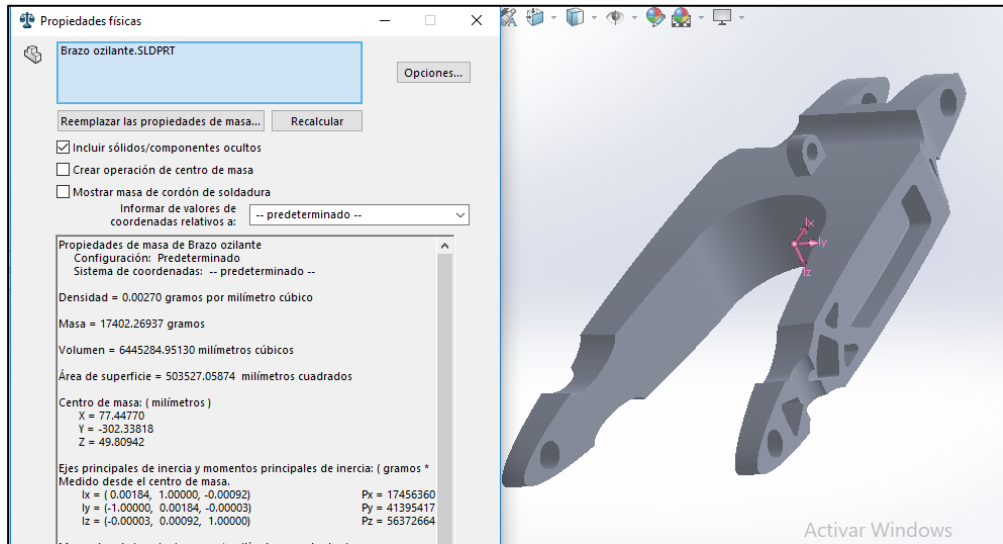 Propiedades físicas
Brazo ozilante.SLDPRT
Opciones...
Reemplazar las propiedades de masa...
Recalcular
Incluir sólidos/componentes ocultos
Crear operación de centro de masa
Mostrar masa de cordón de soldadura
Informar de valores de
coordenadas relativos a:
-- predeterminado --
Propiedades de masa de Brazo ozilante
Configuración: Predeterminado
Sistema de coordenadas: -- predeterminado --
Densidad = 0.00270 gramos por milímetro cúbico
Masa = 17402.26937 gramos
Volumen = 6445284.95130 milímetros cúbicos
Área de superficie = 503527.05874 milímetros cuadrados
Centro de masa: ( milímetros )
X = 77.44770
Y = -302.33818
Z = 49.80942
Ejes principales de inercia y momentos principales de inercia: ( gramos *
Medido desde el centro de masa.
Ix = ( 0.00184, 1.00000, -0.00092) Px = 17456360
Iy = (-1.00000, 0.00184, -0.00003) Py = 41395417
Iz = (-0.00003, 0.00092, 1.00000) Pz = 56372664
Ix
Iy
Iz
Activar Windows